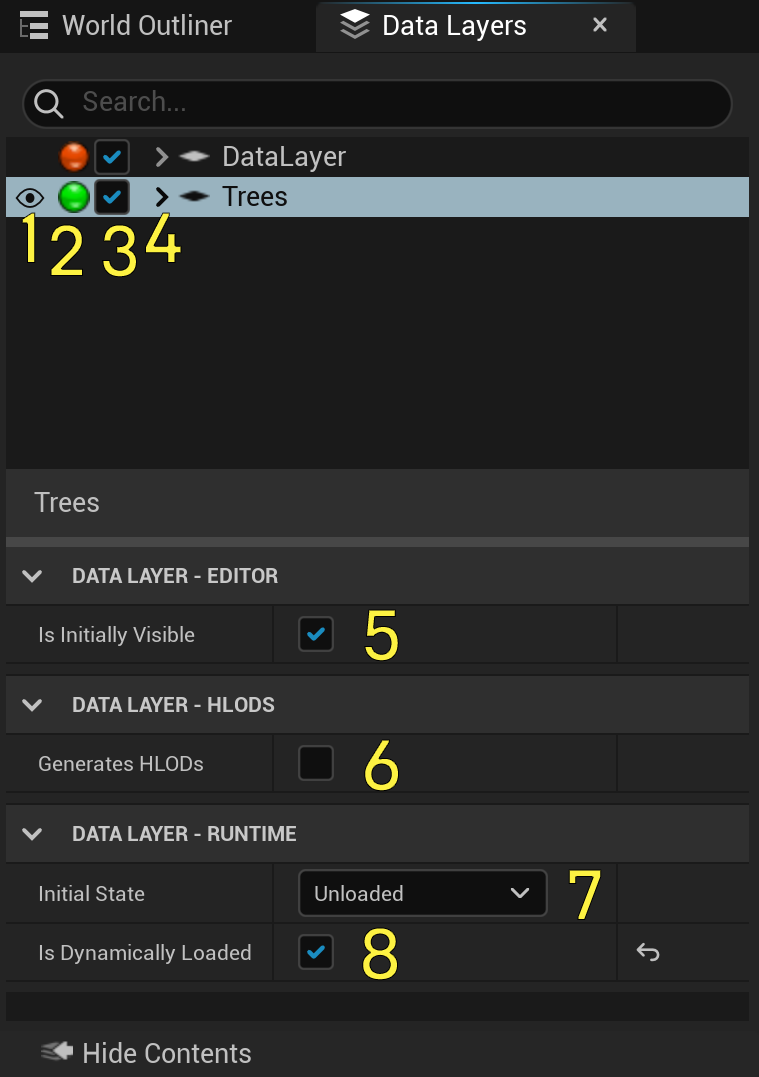 World Outliner
Data Layers
Search...
DataLayer
Trees
1 2 3 4
Trees
DATA LAYER - EDITOR
Is Initially Visible 5
DATA LAYER - HLODS
Generates HLODs 6
DATA LAYER - RUNTIME
Initial State Unloaded 7
Is Dynamically Loaded 8
Hide Contents